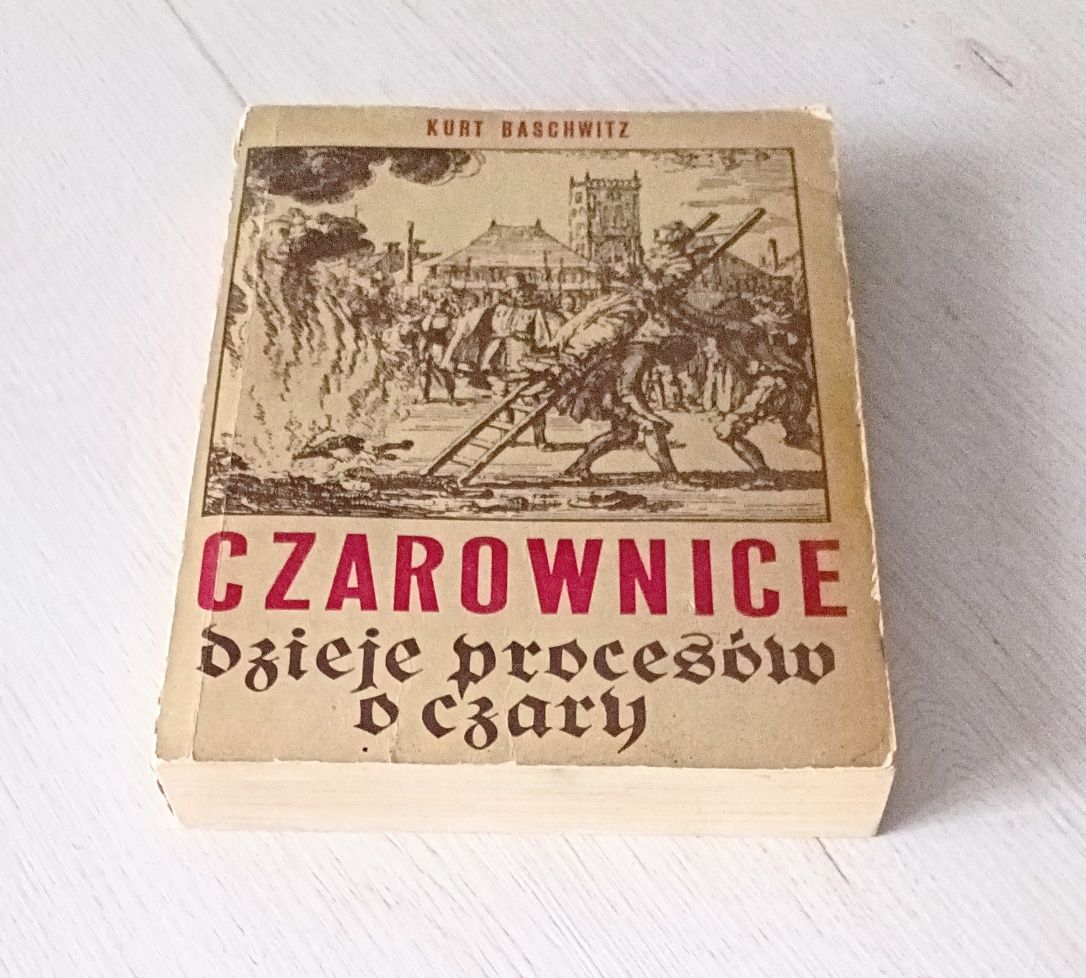 KURT BASCHWITZ
CZAROWNICE
dzieje procesów
o czary